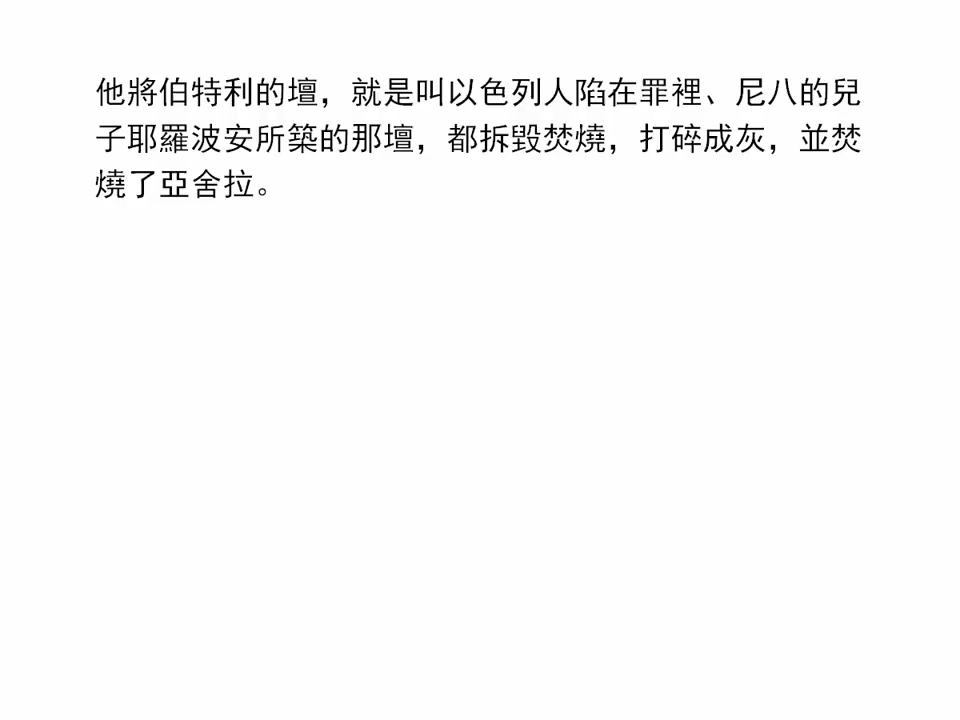 他將伯特利的壇，就是叫以色列人陷在罪裡、尼八的兒
子耶羅波安所築的那壇，都拆毀焚燒，打碎成灰，並焚
燒了亞舍拉。